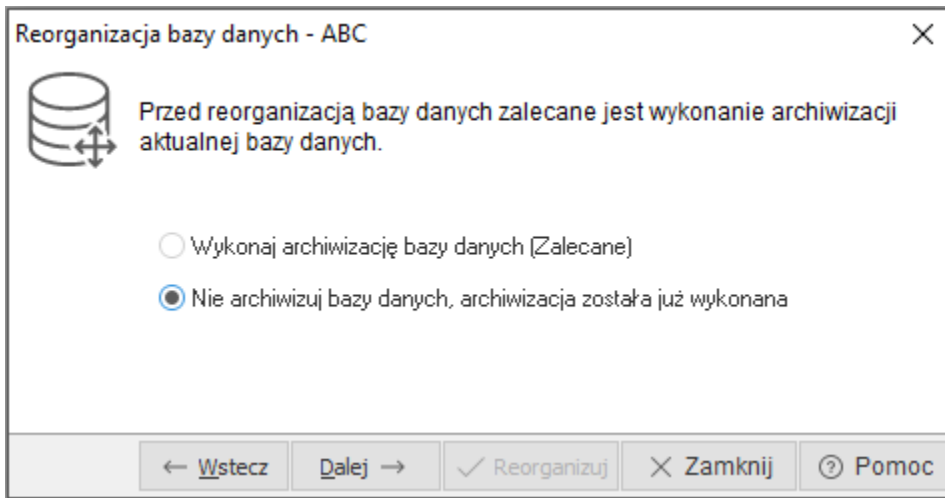 Reorganizacja bazy danych - ABC
Przed reorganizacją bazy danych zalecane jest wykonanie archiwizacji
aktualnej bazy danych.
Wykonaj archiwizację bazy danych (Zalecane)
Nie archiwizuj bazy danych, archiwizacja została już wykonana
← Wstecz Dalej → Reorganizuj Zamknij Pomoc